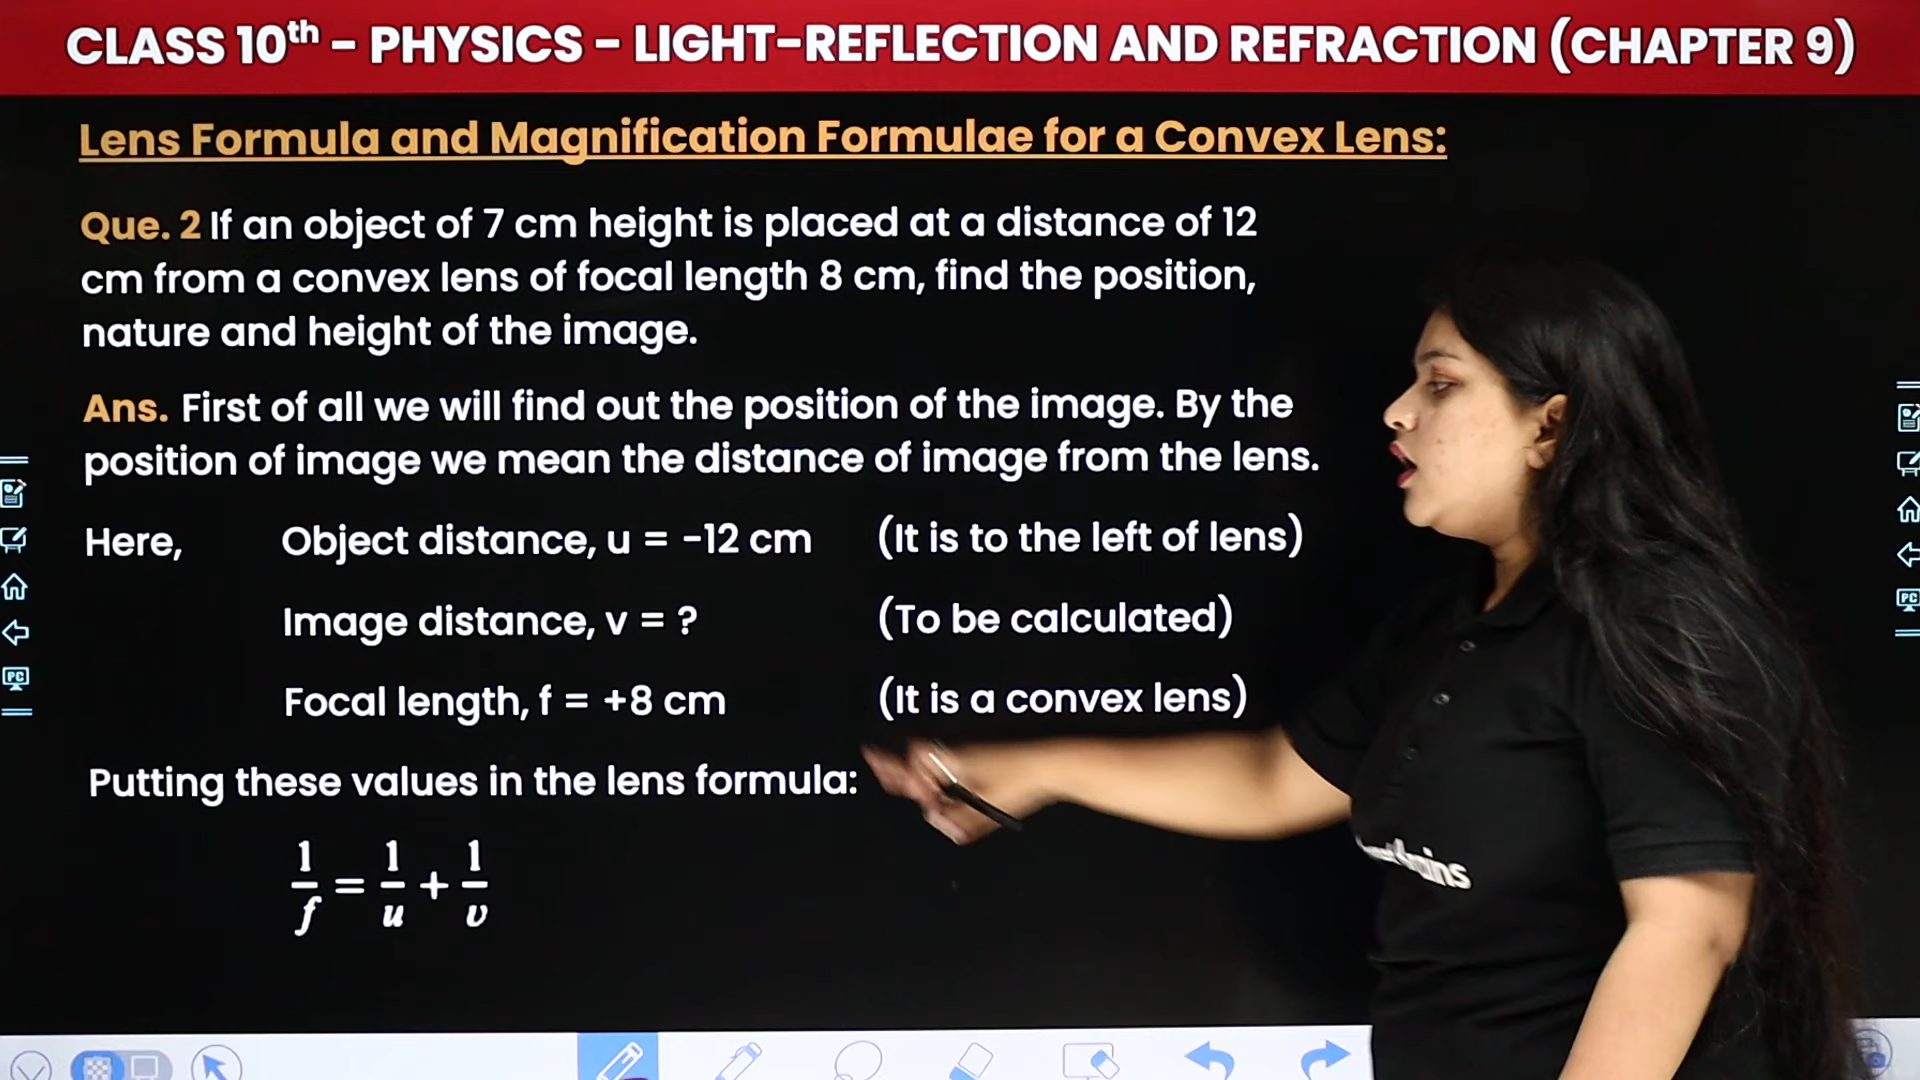 CLASS 10th – PHYSICS – LIGHT-REFLECTION AND REFRACTION (CHAPTER 9)
Lens Formula and Magnification Formulae for a Convex Lens:
Que. 2 If an object of 7 cm height is placed at a distance of 12
cm from a convex lens of focal length 8 cm, find the position,
nature and height of the image.
Ans. First of all we will find out the position of the image. By the
position of image we mean the distance of image from the lens.
Here, Object distance, u = -12 cm (It is to the left of lens)
Image distance, v = ? (To be calculated)
Focal length, f = +8 cm (It is a convex lens)
Putting these values in the lens formula:
1/f = 1/u + 1/v
PC
PC